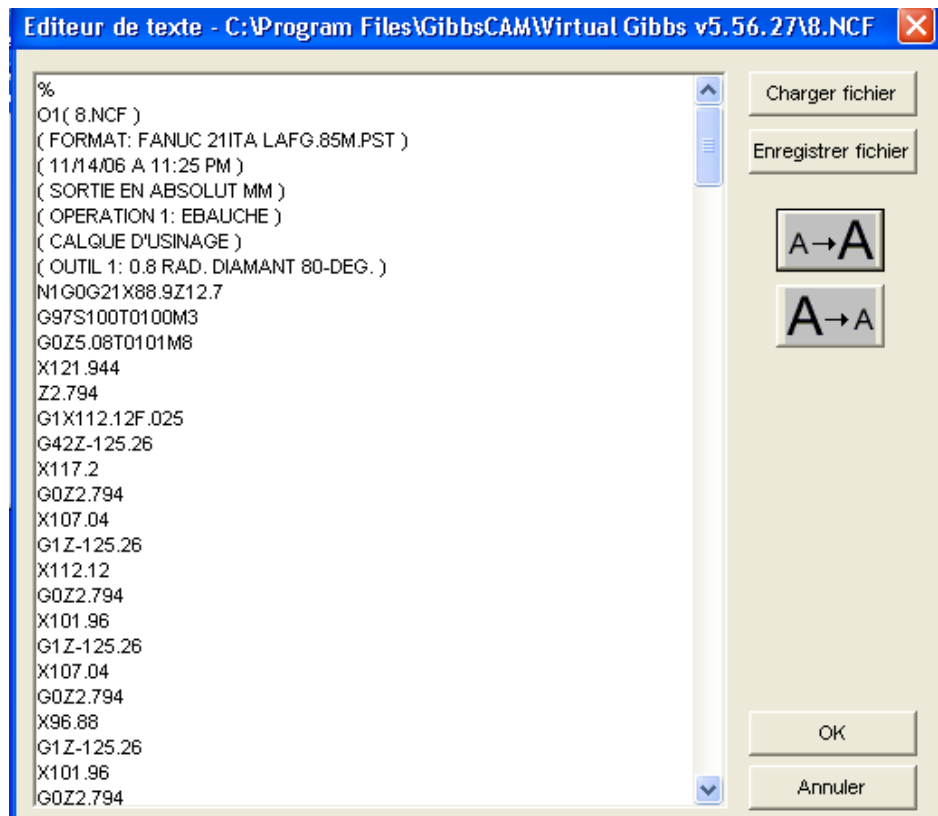 Editeur de texte - C:\Program Files\GibbsCAM\Virtual Gibbs v5.56.27\8.NCF
%
O1( 8.NCF )
( FORMAT: FANUC 21ITA LAFG.85M.PST )
( 11/14/06 A 11:25 PM )
( SORTIE EN ABSOLUT MM )
( OPERATION 1: EBAUCHE )
( CALQUE D'USINAGE )
( OUTIL 1: 0.8 RAD. DIAMANT 80-DEG. )
N1G0G21X88.9Z12.7
G97S100T0100M3
G0Z5.08T0101M8
X121.944
Z2.794
G1X112.12F.025
G42Z-125.26
X117.2
G0Z2.794
X107.04
G1Z-125.26
X112.12
G0Z2.794
X101.96
G1Z-125.26
X107.04
G0Z2.794
X96.88
G1Z-125.26
X101.96
G0Z2.794
Charger fichier
Enregistrer fichier
A→A
A→A
OK
Annuler